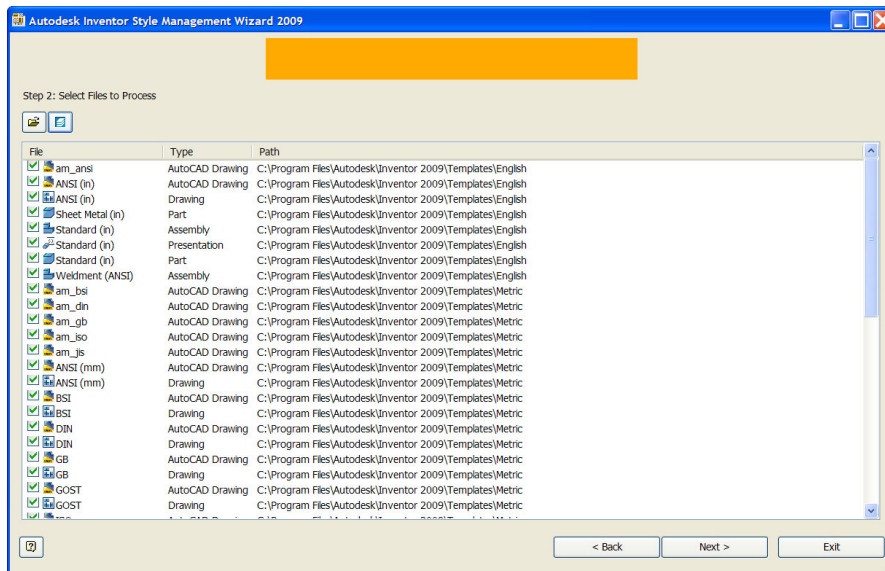 Autodesk Inventor Style Management Wizard 2009
Step 2: Select Files to Process
File Type Path
am_ansi AutoCAD Drawing C:\Program Files\Autodesk\Inventor 2009\Templates\English
ANSI (in) AutoCAD Drawing C:\Program Files\Autodesk\Inventor 2009\Templates\English
ANSI (in) Drawing C:\Program Files\Autodesk\Inventor 2009\Templates\English
Sheet Metal (in) Part C:\Program Files\Autodesk\Inventor 2009\Templates\English
Standard (in) Assembly C:\Program Files\Autodesk\Inventor 2009\Templates\English
Standard (in) Presentation C:\Program Files\Autodesk\Inventor 2009\Templates\English
Standard (in) Part C:\Program Files\Autodesk\Inventor 2009\Templates\English
Weldment (ANSI) Assembly C:\Program Files\Autodesk\Inventor 2009\Templates\English
am_bsi AutoCAD Drawing C:\Program Files\Autodesk\Inventor 2009\Templates\Metric
am_din AutoCAD Drawing C:\Program Files\Autodesk\Inventor 2009\Templates\Metric
am_gb AutoCAD Drawing C:\Program Files\Autodesk\Inventor 2009\Templates\Metric
am_iso AutoCAD Drawing C:\Program Files\Autodesk\Inventor 2009\Templates\Metric
am_jis AutoCAD Drawing C:\Program Files\Autodesk\Inventor 2009\Templates\Metric
ANSI (mm) AutoCAD Drawing C:\Program Files\Autodesk\Inventor 2009\Templates\Metric
ANSI (mm) Drawing C:\Program Files\Autodesk\Inventor 2009\Templates\Metric
BSI AutoCAD Drawing C:\Program Files\Autodesk\Inventor 2009\Templates\Metric
BSI Drawing C:\Program Files\Autodesk\Inventor 2009\Templates\Metric
DIN AutoCAD Drawing C:\Program Files\Autodesk\Inventor 2009\Templates\Metric
DIN Drawing C:\Program Files\Autodesk\Inventor 2009\Templates\Metric
GB AutoCAD Drawing C:\Program Files\Autodesk\Inventor 2009\Templates\Metric
GB Drawing C:\Program Files\Autodesk\Inventor 2009\Templates\Metric
GOST AutoCAD Drawing C:\Program Files\Autodesk\Inventor 2009\Templates\Metric
GOST Drawing C:\Program Files\Autodesk\Inventor 2009\Templates\Metric
< Back Next > Exit